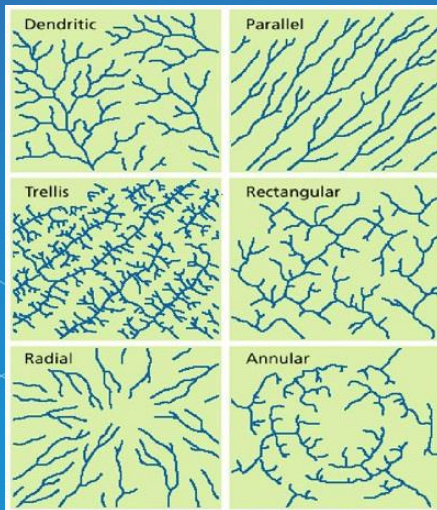 Dendritic
Parallel
Trellis
Rectangular
Radial
Annular